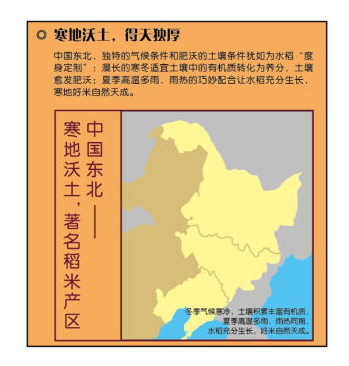 寒地沃土，得天独厚
中国东北，独特的气候条件和肥沃的土壤条件犹如为水稻“度
身定制”：漫长的寒冬适宜土壤中的有机质转化为养分，土壤
愈发肥沃；夏季高温多雨，雨热的巧妙配合让水稻充分生长，
寒地好米自然天成。
中国东北——
寒地沃土，著名稻米产区
冬季气候寒冷，土壤积累丰富有机质，
夏季高温多雨，雨热同期，
水稻充分生长，好米自然天成。